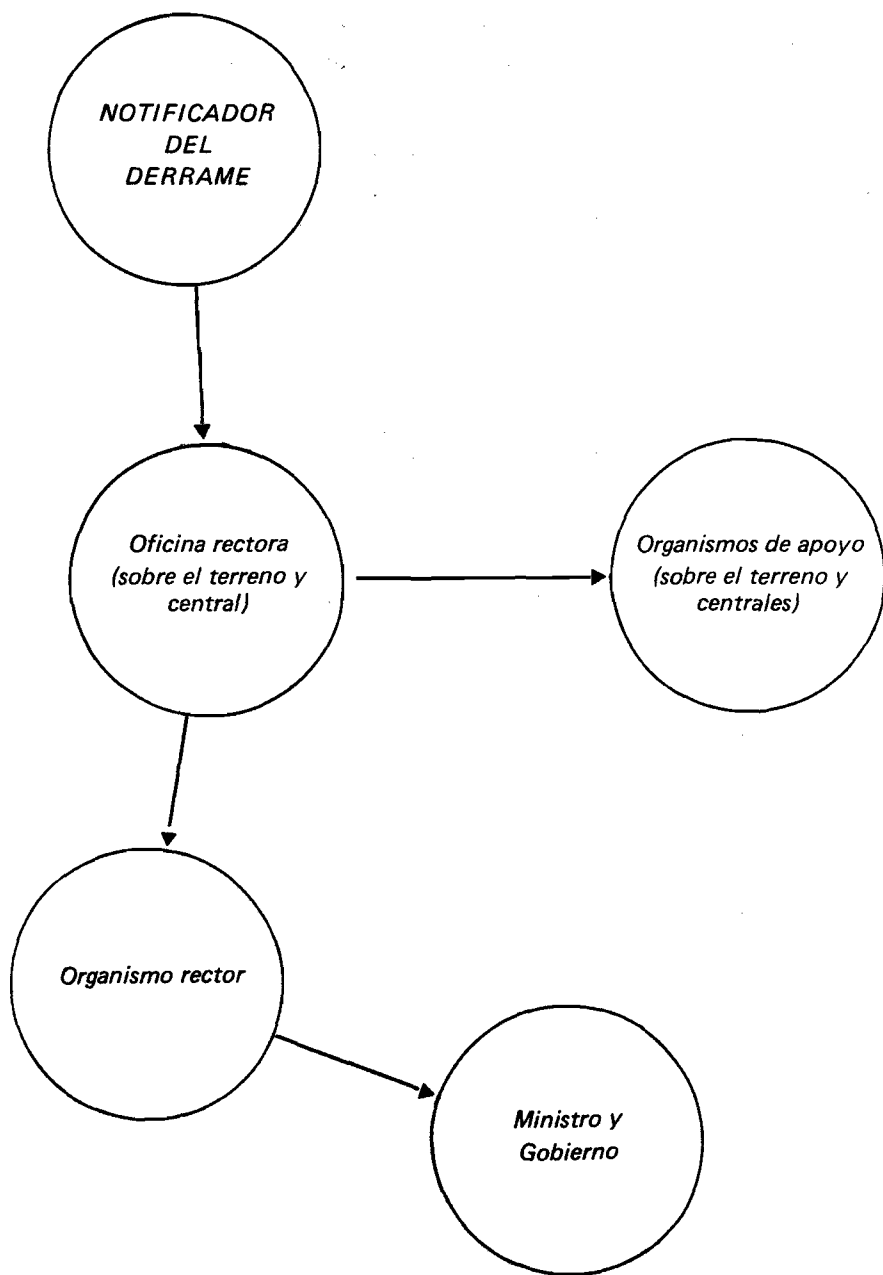 NOTIFICADOR
DEL
DERRAME
Oficina rectora
(sobre el terreno y
central)
Organismos de apoyo
(sobre el terreno y
centrales)
Organismo rector
Ministro y
Gobierno